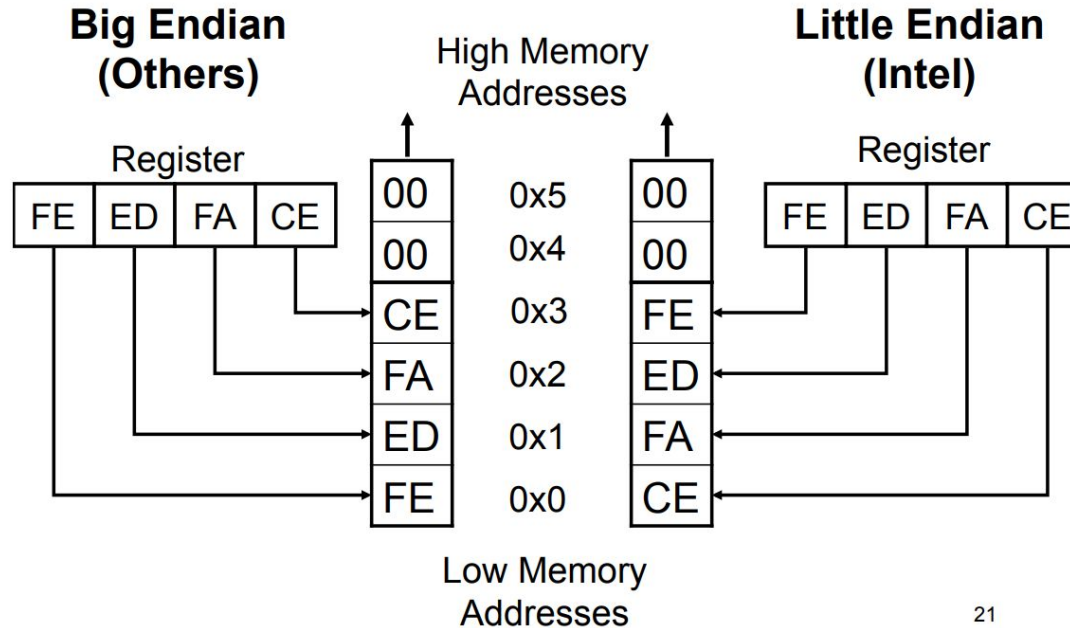 Big Endian
(Others)
High Memory
Addresses
Little Endian
(Intel)
Register
Register
FE ED FA CE
FE ED FA CE
00 0x5 00
00 0x4 00
CE 0x3 FE
FA 0x2 ED
ED 0x1 FA
FE 0x0 CE
Low Memory
Addresses
21